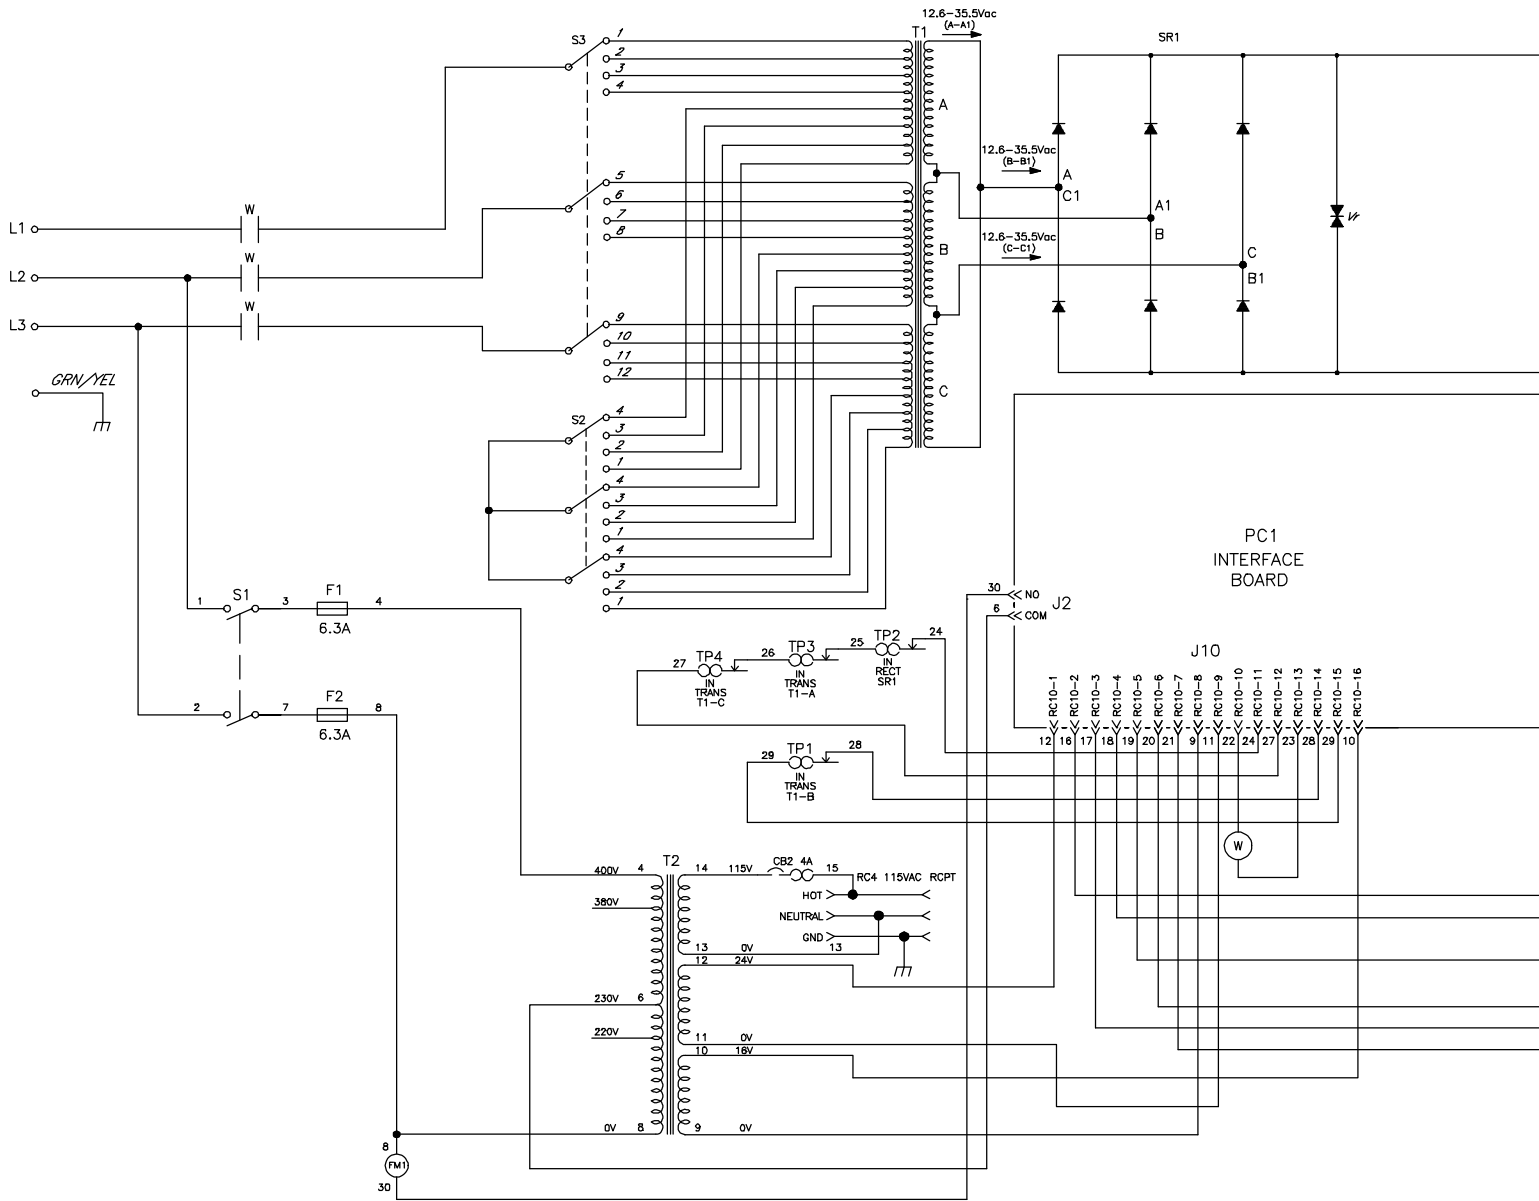 12.6-35.5Vac
(A-A1)
T1
SR1
S3
1
2
3
4
A
12.6-35.5Vac
(B-B1)
A
C1
5
6
7
8
W
L1
A1
B
Vr
12.6-35.5Vac
(C-C1)
B
C
B1
W
L2
W
L3
9
10
11
12
C
GRN/YEL
S2
4
3
2
1
4
3
2
1
4
3
2
1
PC1
INTERFACE
BOARD
30
NO
J2
6
COM
S1
1
3
F1
4
6.3A
2
7
F2
8
6.3A
27
TP4
IN
TRANS
T1-C
26
TP3
IN
TRANS
T1-A
25
TP2
IN
RECT
SR1
24
J10
RC10-1
RC10-2
RC10-3
RC10-4
RC10-5
RC10-6
RC10-7
RC10-8
RC10-9
RC10-10
RC10-11
RC10-12
RC10-13
RC10-14
RC10-15
RC10-16
12 16 17 18 19 20 21 9 11 22 24 27 23 28 29 10
29
TP1
IN
TRANS
T1-B
28
W
T2
400V 4
380V
230V 6
220V
0V 8
14 115V
CB2 4A
15
RC4 115VAC RCPT
HOT
NEUTRAL
GND
13
13 0V
12 24V
11 0V
10 16V
9 0V
8
FM1
30